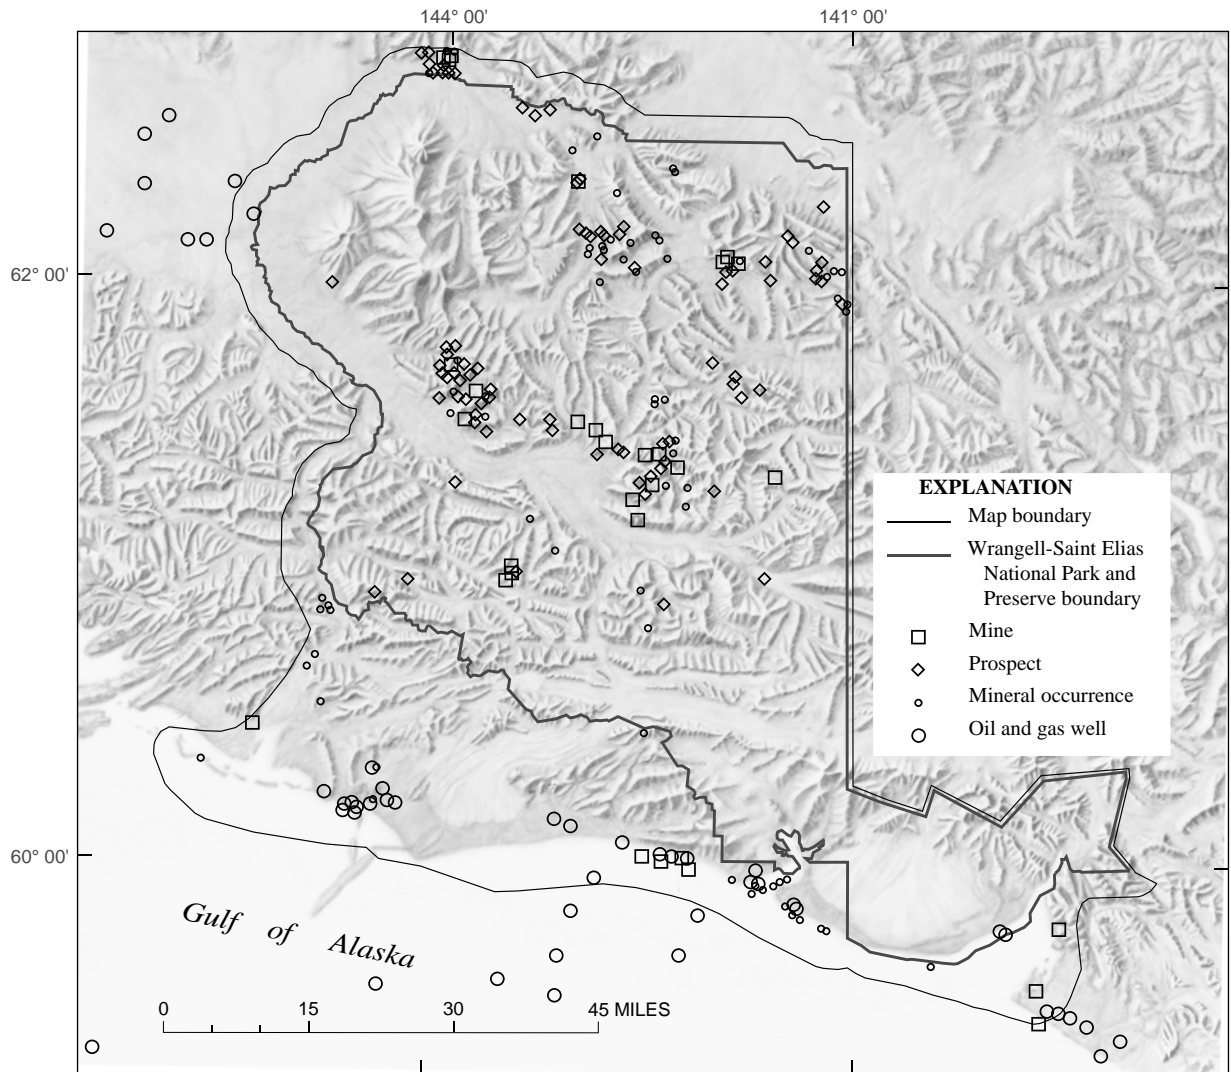 144° 00'
141° 00'
62° 00'
EXPLANATION
Map boundary
Wrangell-Saint Elias
National Park and
Preserve boundary
Mine
Prospect
Mineral occurrence
Oil and gas well
60° 00'
Gulf of Alaska
0 15 30 45 MILES